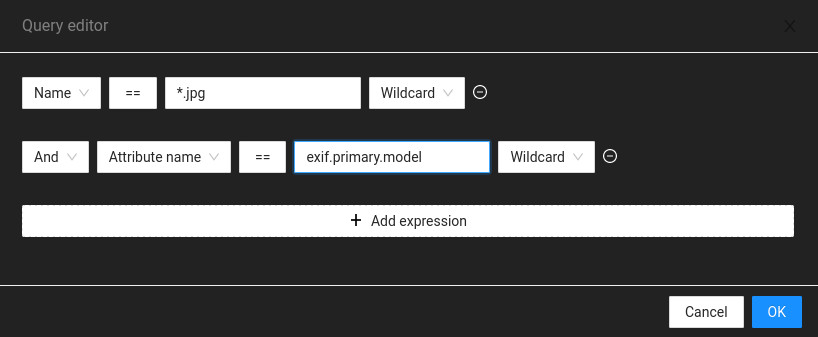 Query editor
Name == *.jpg Wildcard
And Attribute name == exif.primary.model Wildcard
+ Add expression
Cancel OK